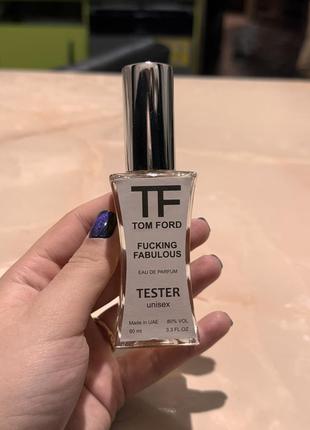 TF
TOM FORD
FUCKING
FABULOUS
EAU DE PARFUM
TESTER
unisex
Made in UAE 80% VOL
60 ml 3.3 FL OZ